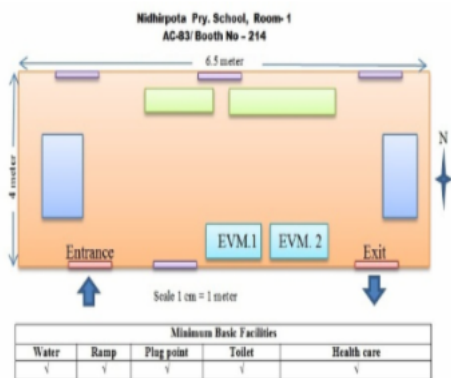 Nidhirpota Pry. School, Room-1
AC-83/ Booth No - 214
6.5 meter
4 meter
N
EVM.1 EVM. 2
Entrance Exit
Scale 1 cm = 1 meter
Minimum Basic Facilities
Water Ramp Plug point Toilet Health care
√ √ √ √ √